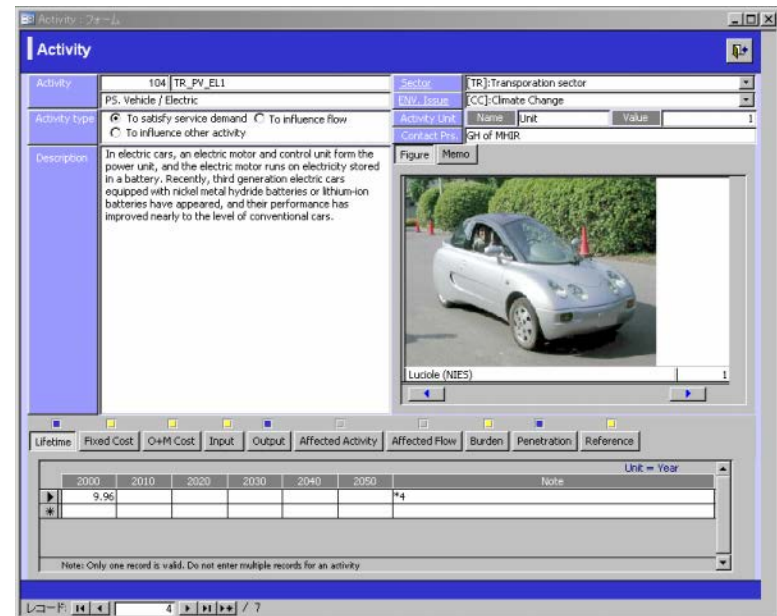 Activity : フォーム
Activity
Activity 104 TR_PV_EL1
PS. Vehicle / Electric
Activity type To satisfy service demand To influence flow
To influence other activity
Description In electric cars, an electric motor and control unit form the
power unit, and the electric motor runs on electricity stored
in a battery. Recently, third generation electric cars
equipped with nickel metal hydride batteries or lithium-ion
batteries have appeared, and their performance has
improved nearly to the level of conventional cars.
Sector [TR]:Transporation sector
ENV. Issue [CC]:Climate Change
Activity Unit Name Unit Value 1
Contact Prs. GH of MHIR
Figure Memo
Luciole (NIES) 1
Lifetime Fixed Cost O+M Cost Input Output Affected Activity Affected Flow Burden Penetration Reference
Unit = Year
2000 2010 2020 2030 2040 2050 Note
9.96 *4
Note: Only one record is valid. Do not enter multiple records for an activity
レコード: 4 / 7